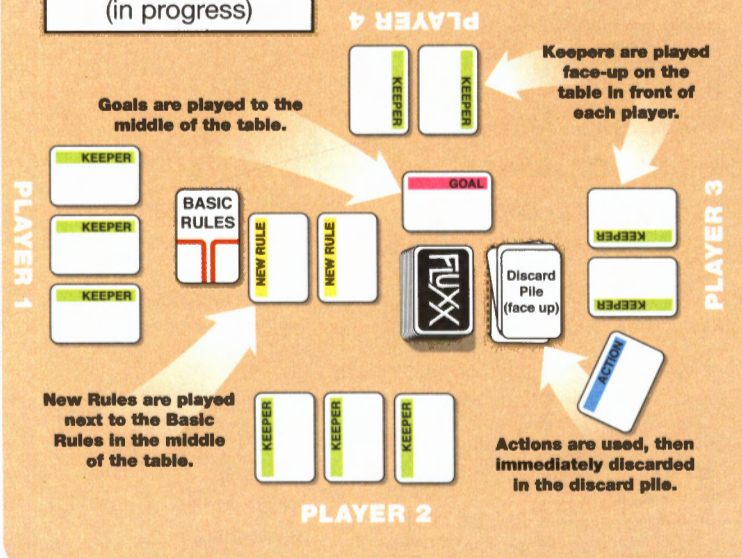 (in progress)
PLAYER 4
Keepers are played
face-up on the
table in front of
each player.
KEEPER
KEEPER
Goals are played to the
middle of the table.
KEEPER
KEEPER
KEEPER
PLAYER 1
BASIC
RULES
NEW RULE
NEW RULE
GOAL
FLUXX
Discard
Pile
(face up)
KEEPER
KEEPER
PLAYER 3
ACTION
New Rules are played
next to the Basic
Rules in the middle
of the table.
KEEPER
KEEPER
KEEPER
Actions are used, then
immediately discarded
in the discard pile.
PLAYER 2